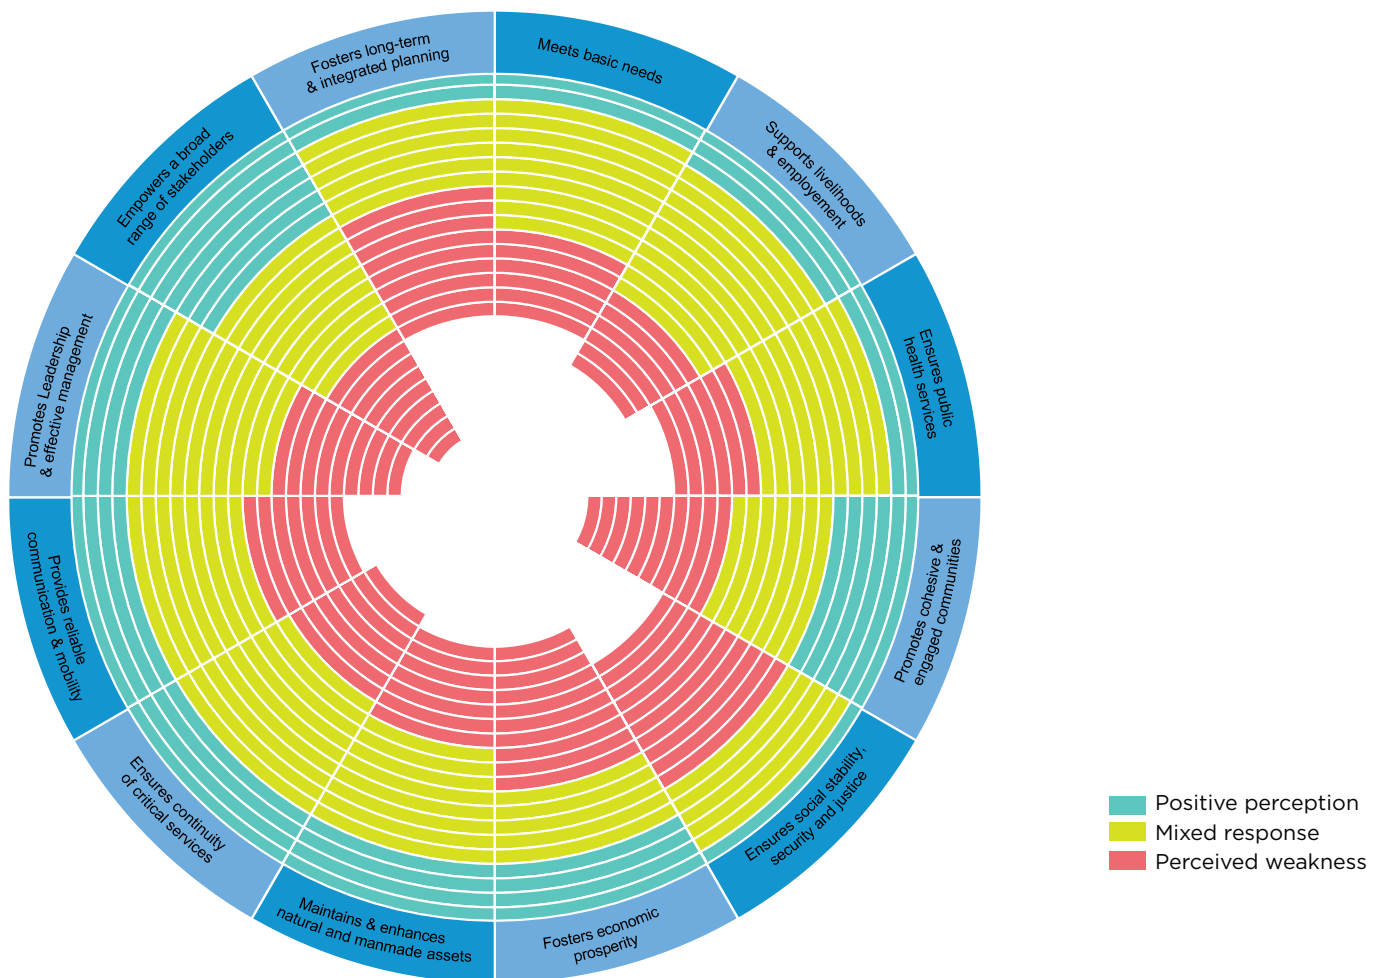 Meets basic needs
Supports livelihoods
& employement
Ensures public
health services
Promotes cohesive &
engaged communities
Ensures social stability,
security and justice
Fosters economic
prosperity
Maintains & enhances
natural and manmade assets
Ensures continuity
of critical services
Provides reliable
communication & mobility
Promotes Leadership
& effective management
Empowers a broad
range of stakeholders
Fosters long-term
& integrated planning
Positive perception
Mixed response
Perceived weakness